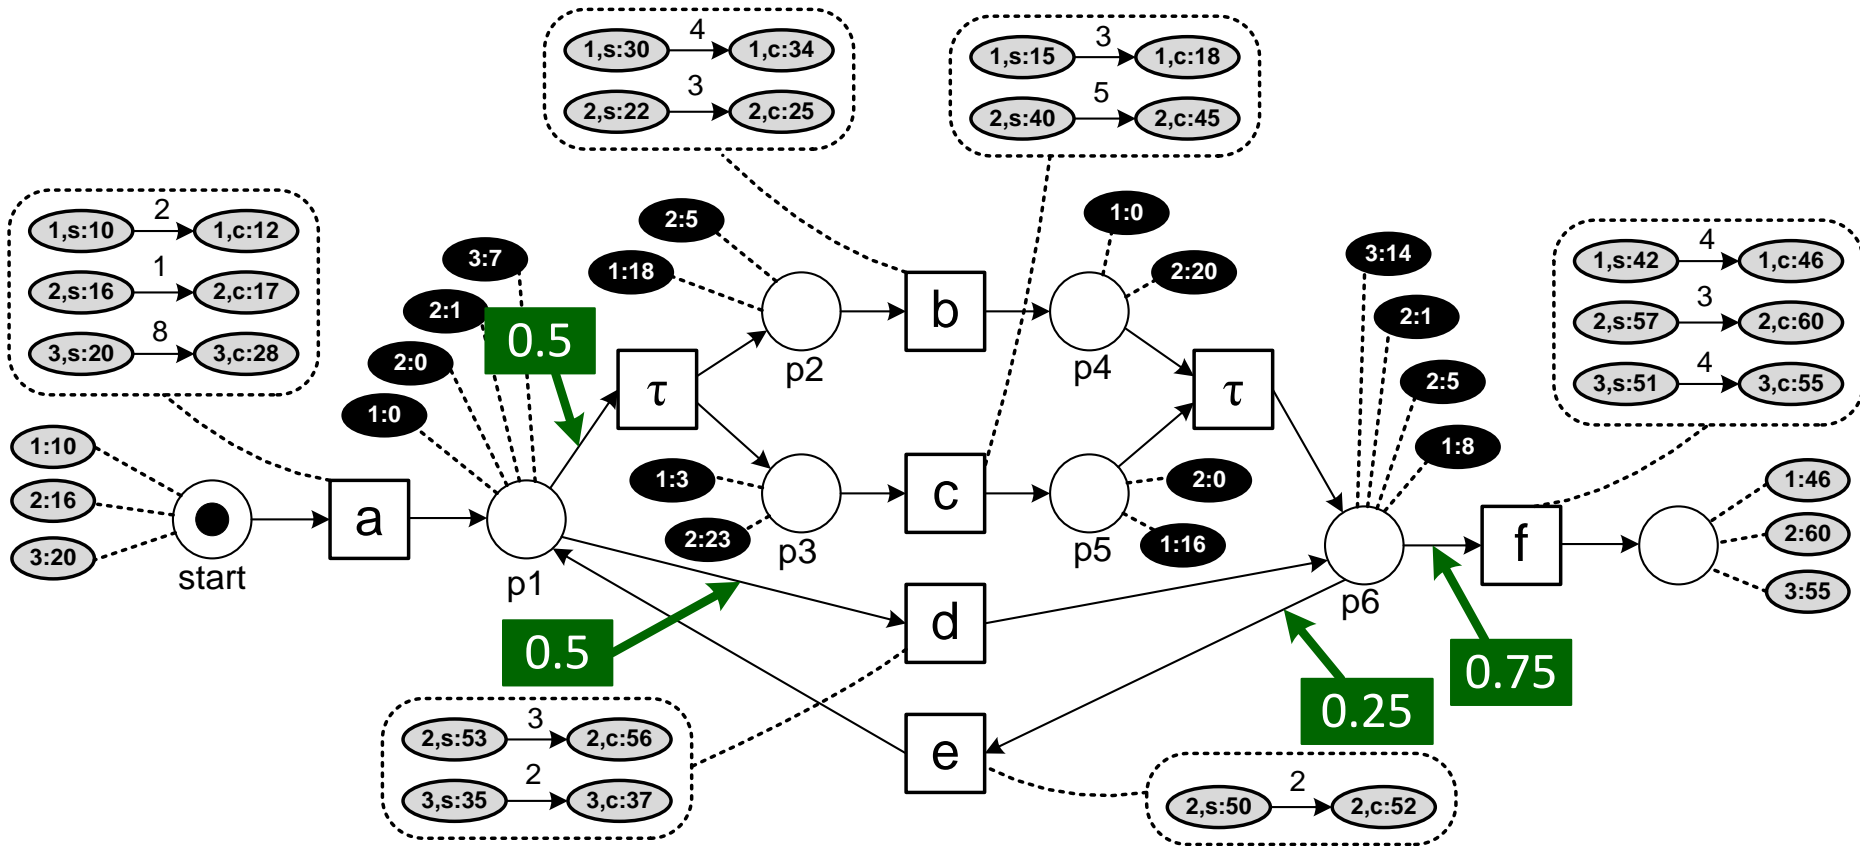 1,s:30 4 1,c:34
2,s:22 3 2,c:25
1,s:15 3 1,c:18
2,s:40 5 2,c:45
1,s:10 2 1,c:12
2,s:16 1 2,c:17
3,s:20 8 3,c:28
1,s:42 4 1,c:46
2,s:57 3 2,c:60
3,s:51 4 3,c:55
1:10
2:16
3:20
start
a
1:0
2:0
2:1
3:7
p1
0.5
τ
0.5
2:5
1:18
p2
1:3
2:23
p3
b
c
d
e
1:0
2:20
p4
2:0
1:16
p5
τ
3:14
2:1
2:5
1:8
p6
0.25
0.75
f
1:46
2:60
3:55
2,s:53 3 2,c:56
3,s:35 2 3,c:37
2,s:50 2 2,c:52